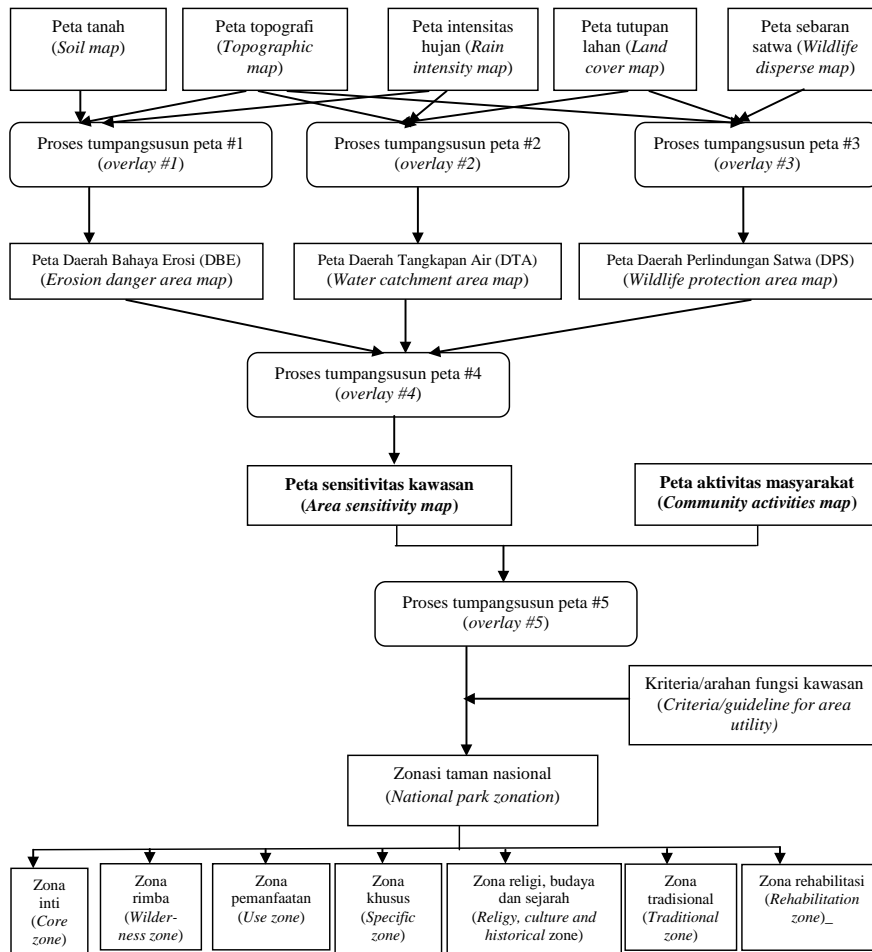 Peta tanah
(Soil map)
Peta topografi
(Topographic
map)
Peta intensitas
hujan (Rain
intensity map)
Peta tutupan
lahan (Land
cover map)
Peta sebaran
satwa (Wildlife
disperse map)
Proses tumpangsusun peta #1
(overlay #1)
Proses tumpangsusun peta #2
(overlay #2)
Proses tumpangsusun peta #3
(overlay #3)
Peta Daerah Bahaya Erosi (DBE)
(Erosion danger area map)
Peta Daerah Tangkapan Air (DTA)
(Water catchment area map)
Peta Daerah Perlindungan Satwa (DPS)
(Wildlife protection area map)
Proses tumpangsusun peta #4
(overlay #4)
Peta sensitivitas kawasan
(Area sensitivity map)
Peta aktivitas masyarakat
(Community activities map)
Proses tumpangsusun peta #5
(overlay #5)
Kriteria/arahan fungsi kawasan
(Criteria/guideline for area
utility)
Zonasi taman nasional
(National park zonation)
Zona
inti
(Core
zone)
Zona
rimba
(Wilder-
ness zone)
Zona
pemanfaatan
(Use zone)
Zona
khusus
(Specific
zone)
Zona religi, budaya
dan sejarah
(Religy, culture and
historical zone)
Zona
tradisional
(Traditional
zone)
Zona rehabilitasi
(Rehabilitation
zone)_